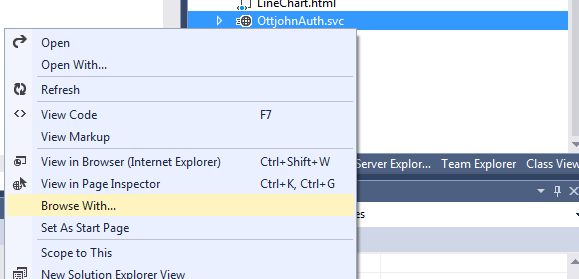 LineChart.html
OttjohnAuth.svc
Open
Open With...
Refresh
View Code F7
View Markup
View in Browser (Internet Explorer) Ctrl+Shift+W
View in Page Inspector Ctrl+K, Ctrl+G
Server Explor... Team Explorer Class View
Browse With...
Set As Start Page
Scope to This
New Solution Explorer View